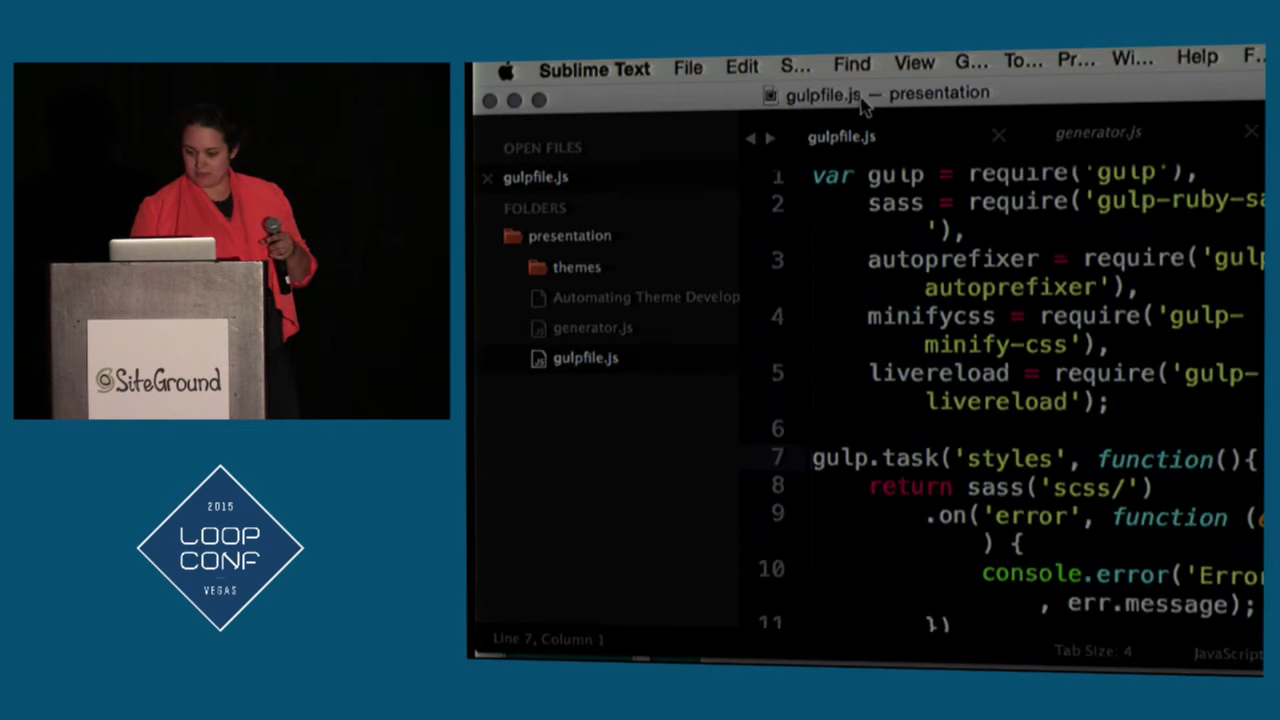 SiteGround
2015
LOOP
CONF
VEGAS
Sublime Text File Edit S... Find View G... To... Pr... Wi... Help F..
gulpfile.js — presentation
OPEN FILES
gulpfile.js
FOLDERS
presentation
themes
Automating Theme Develop
generator.js
gulpfile.js
gulpfile.js generator.js
1 var gulp = require('gulp'),
2 sass = require('gulp-ruby-sa
'),
3 autoprefixer = require('gulp
autoprefixer'),
4 minifycss = require('gulp-
minify-css'),
5 livereload = require('gulp-
livereload');
6
7 gulp.task('styles', function(){
8 return sass('scss/')
9 .on('error', function (e
) {
10 console.error('Erro
, err.message);
11 })
Line 7, Column 1
Tab Size: 4
JavaScrip